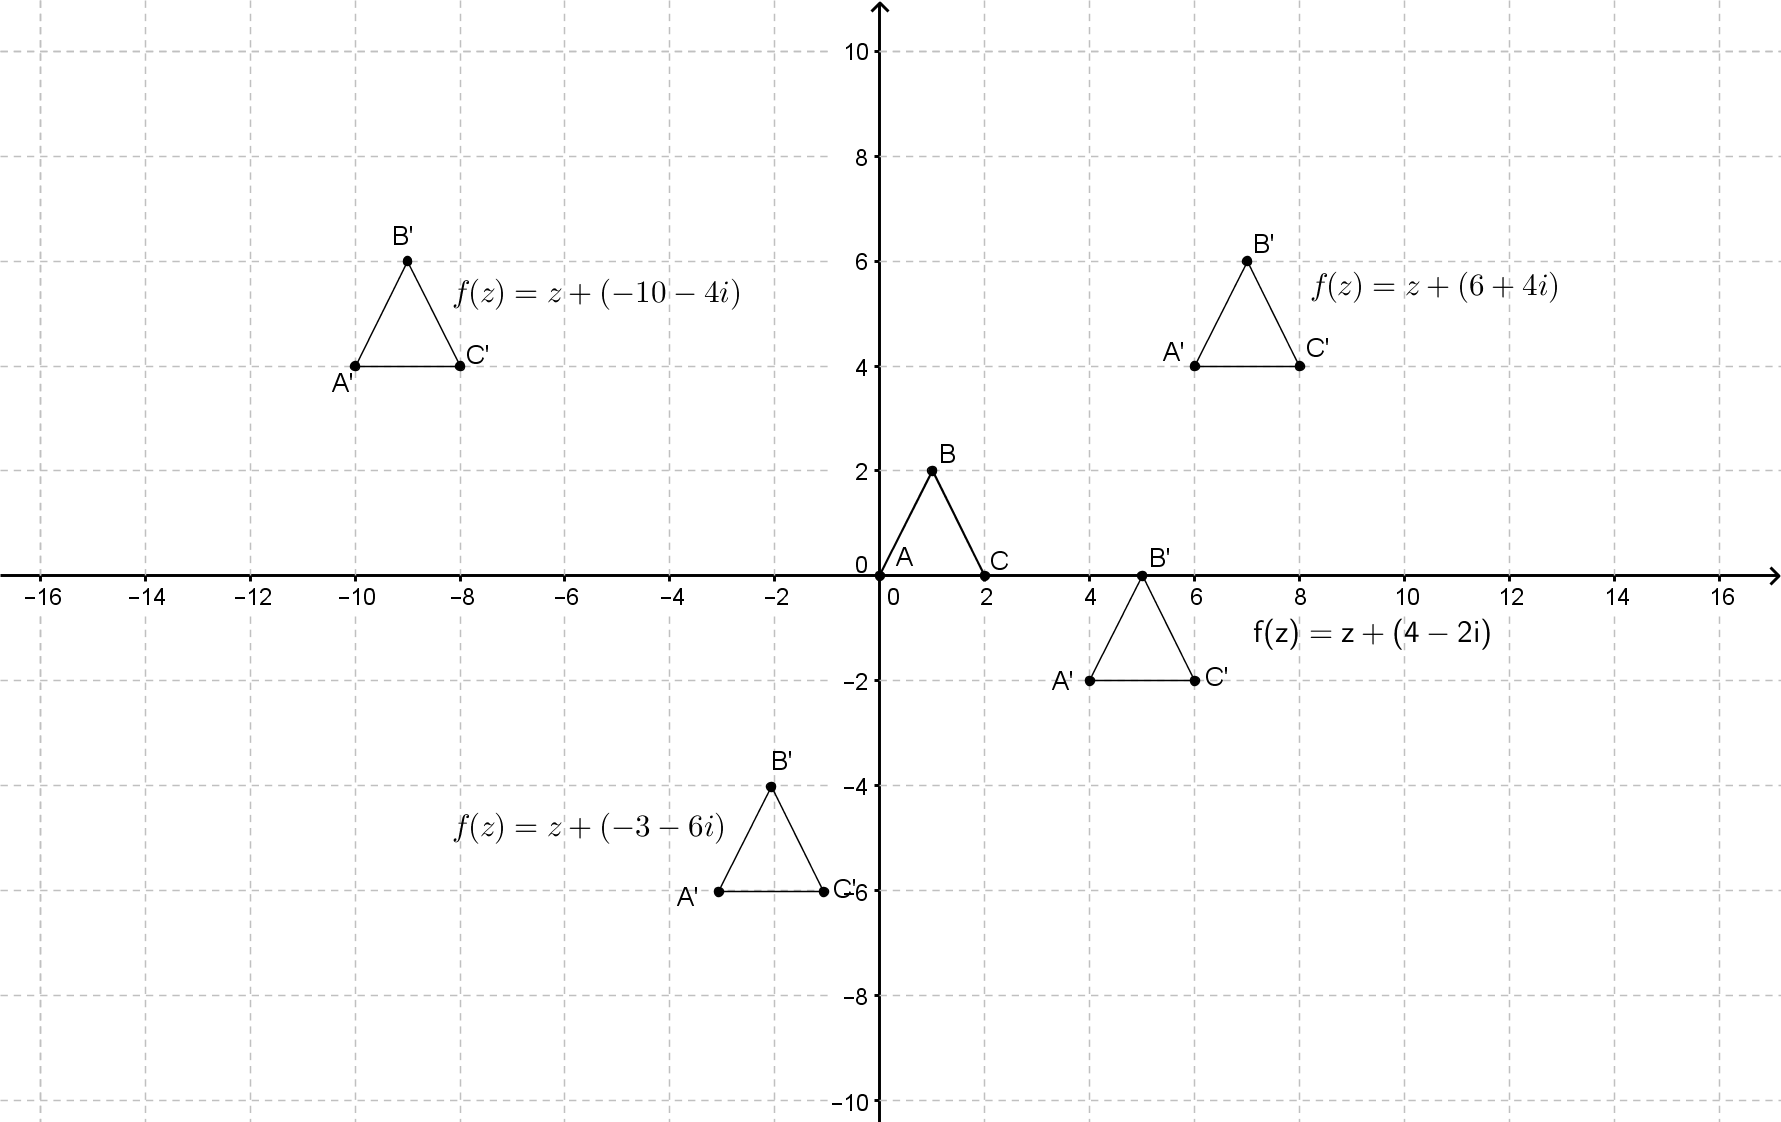 10
8
B' B'
6
f(z) = z + (−10 − 4i) f(z) = z + (6 + 4i)
A' C' 4 A' C'
B
2
A C B'
0
−16 −14 −12 −10 −8 −6 −4 −2 0 2 4 6 8 10 12 14 16
f(z) = z + (4 − 2i)
−2 A' C'
B'
−4
f(z) = z + (−3 − 6i)
A' C' −6
−8
−10